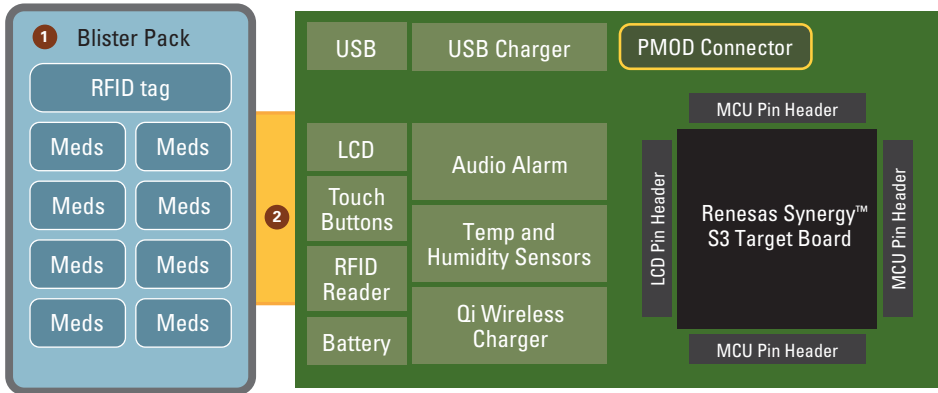 1 Blister Pack
RFID tag
Meds Meds
Meds Meds
Meds Meds
Meds Meds
2
USB
USB Charger
PMOD Connector
LCD
Touch
Buttons
RFID
Reader
Battery
Audio Alarm
Temp and
Humidity Sensors
Qi Wireless
Charger
MCU Pin Header
LCD Pin Header
Renesas Synergy™
S3 Target Board
MCU Pin Header
MCU Pin Header